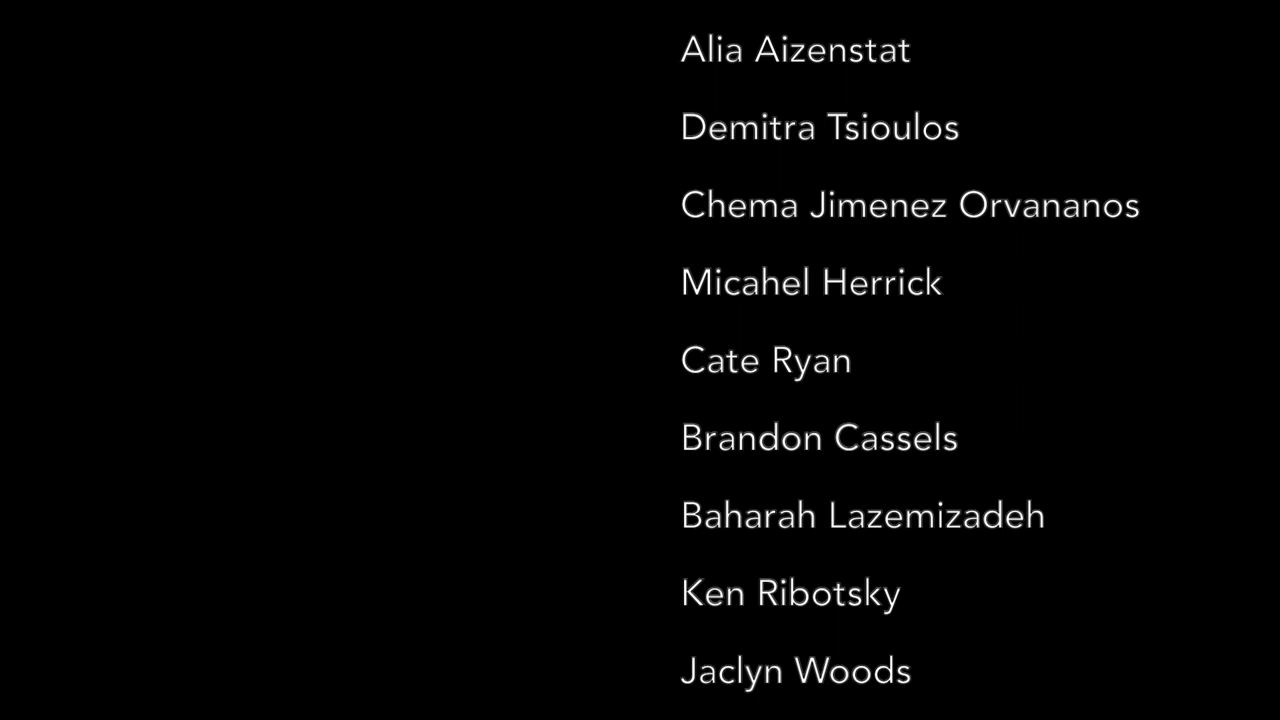 Alia Aizenstat
Demitra Tsioulos
Chema Jimenez Orvananos
Micahel Herrick
Cate Ryan
Brandon Cassels
Baharah Lazemizadeh
Ken Ribotsky
Jaclyn Woods